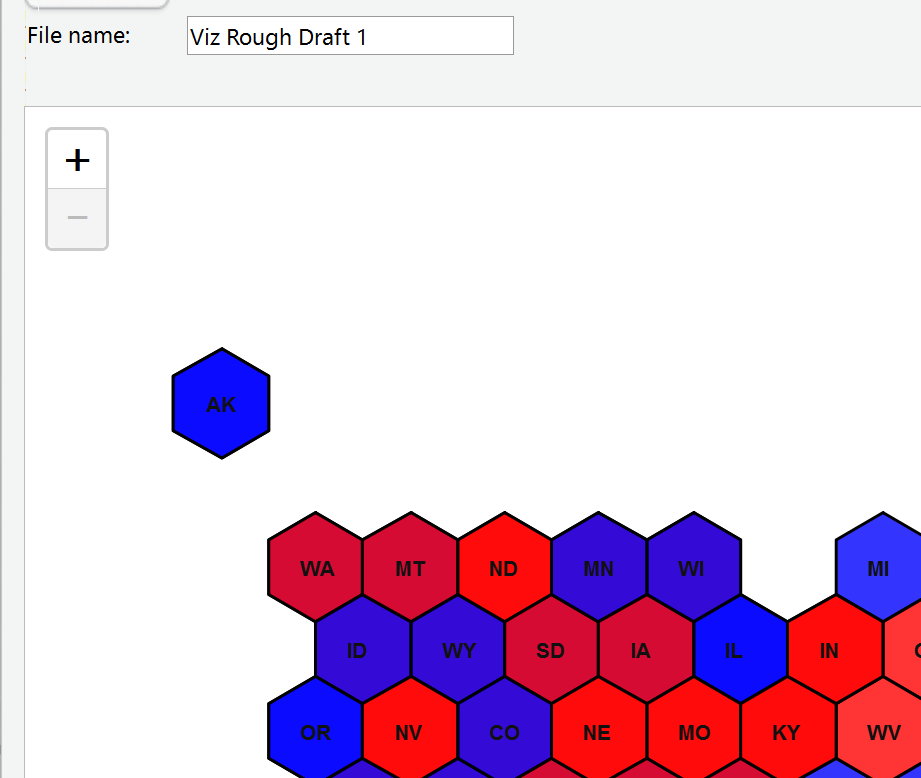 File name: Viz Rough Draft 1
+
−
AK
WA MT ND MN WI MI
ID WY SD IA IL IN
OR NV CO NE MO KY WV